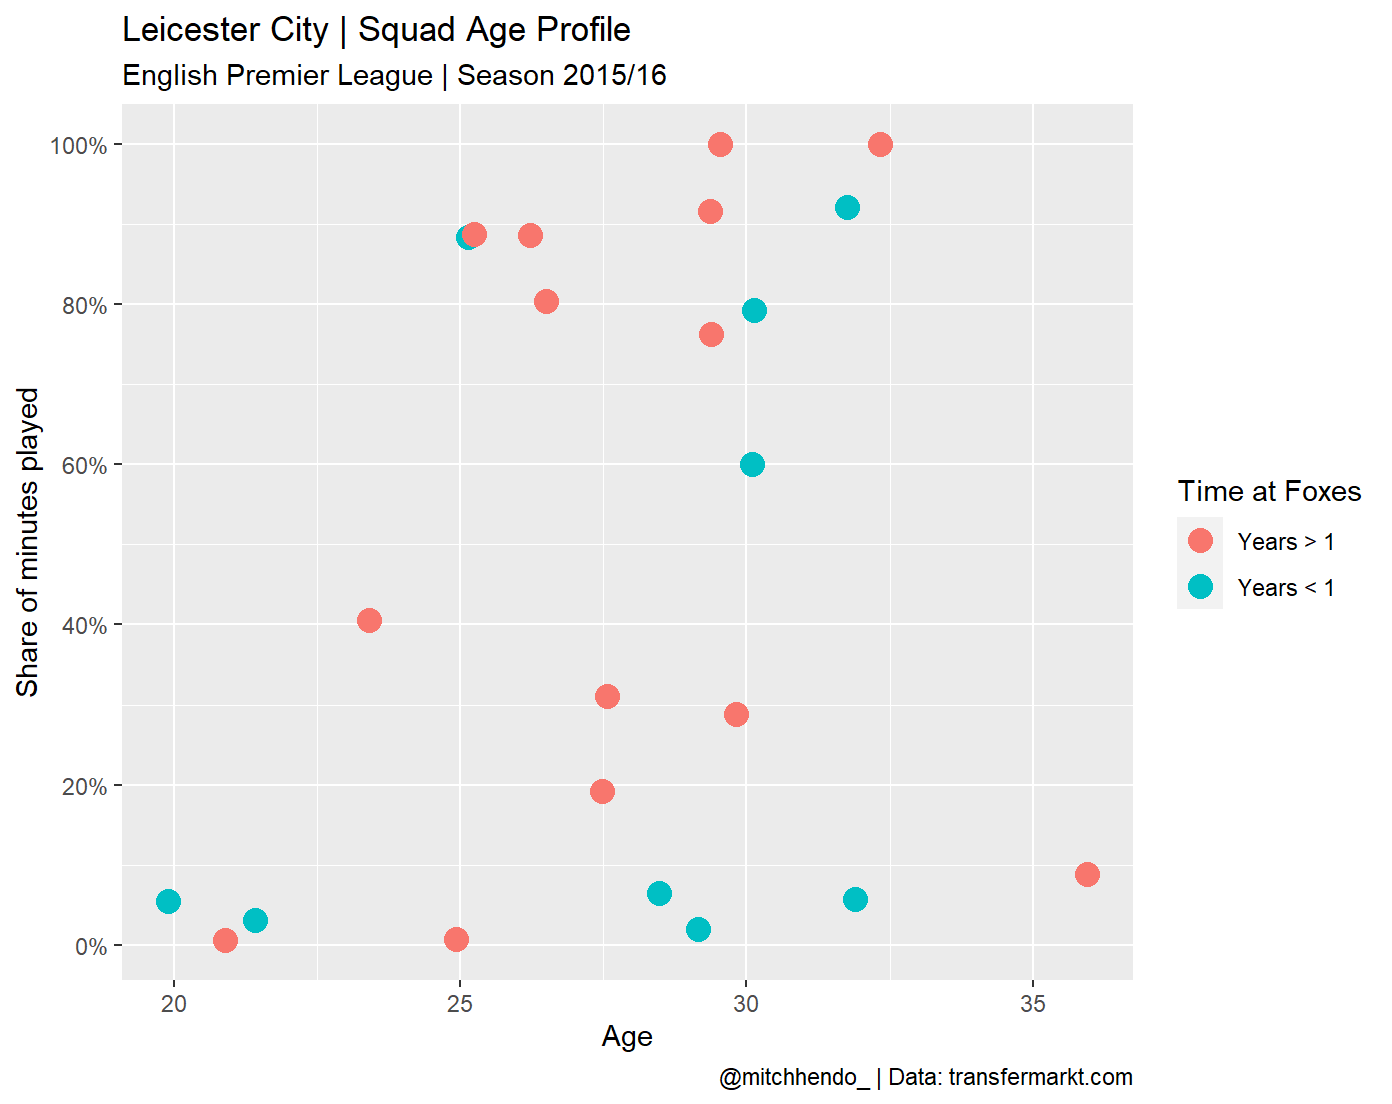 Leicester City | Squad Age Profile
English Premier League | Season 2015/16
100%
80%
60%
40%
20%
0%
Share of minutes played
20 25 30 35
Age
Time at Foxes
Years > 1
Years < 1
@mitchhendo_ | Data: transfermarkt.com